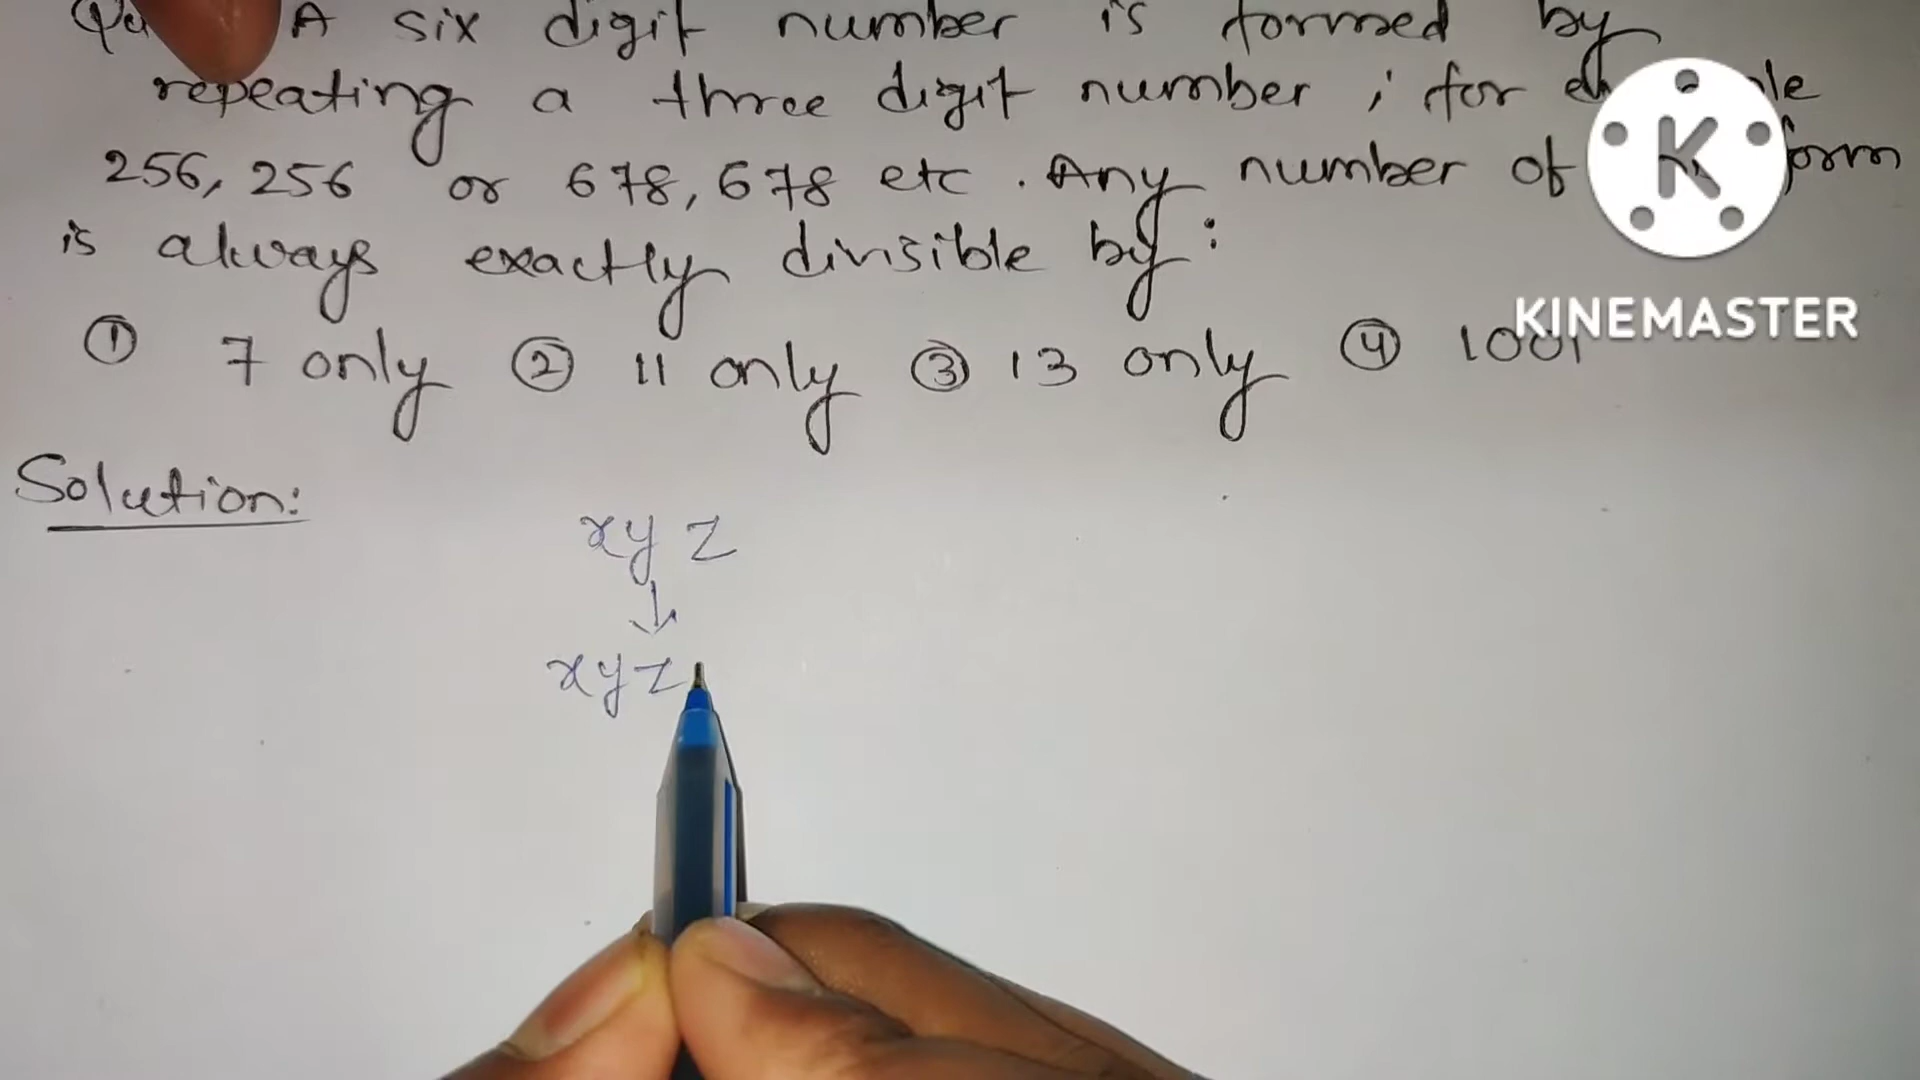 A six digit number is formed by
repeating a three digit number ; for
256, 256 or 678, 678 etc. Any number of form
is always exactly divisible by :
① 7 only ② 11 only ③ 13 only ④ 1001
K
KINEMASTER
Solution:
xyz
↓
xyz